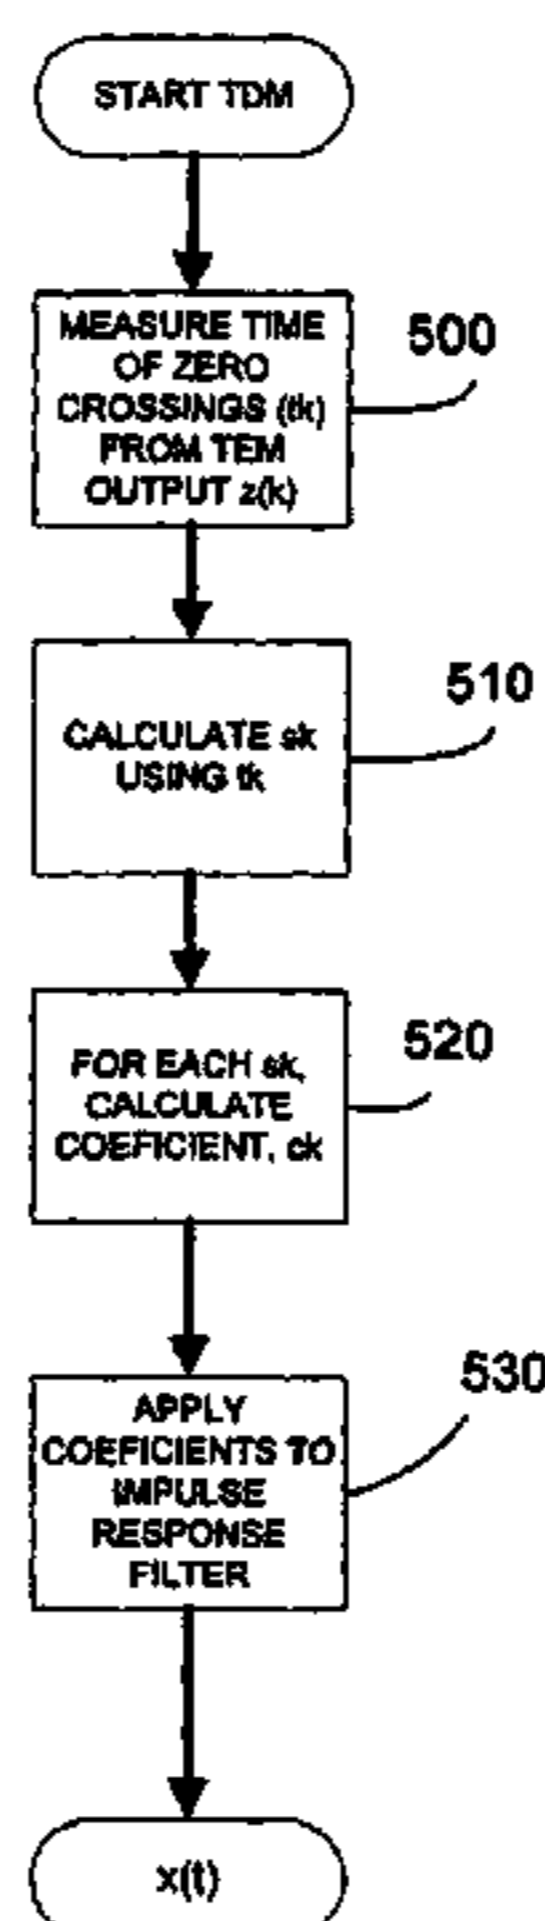 START TDM
MEASURE TIME
OF ZERO
CROSSINGS (tk)
FROM TEM
OUTPUT z(k)
500
CALCULATE sk
USING tk
510
FOR EACH sk,
CALCULATE
COEFICIENT, ck
520
APPLY
COEFICIENTS TO
IMPULSE
RESPONSE
FILTER
530
x(t)